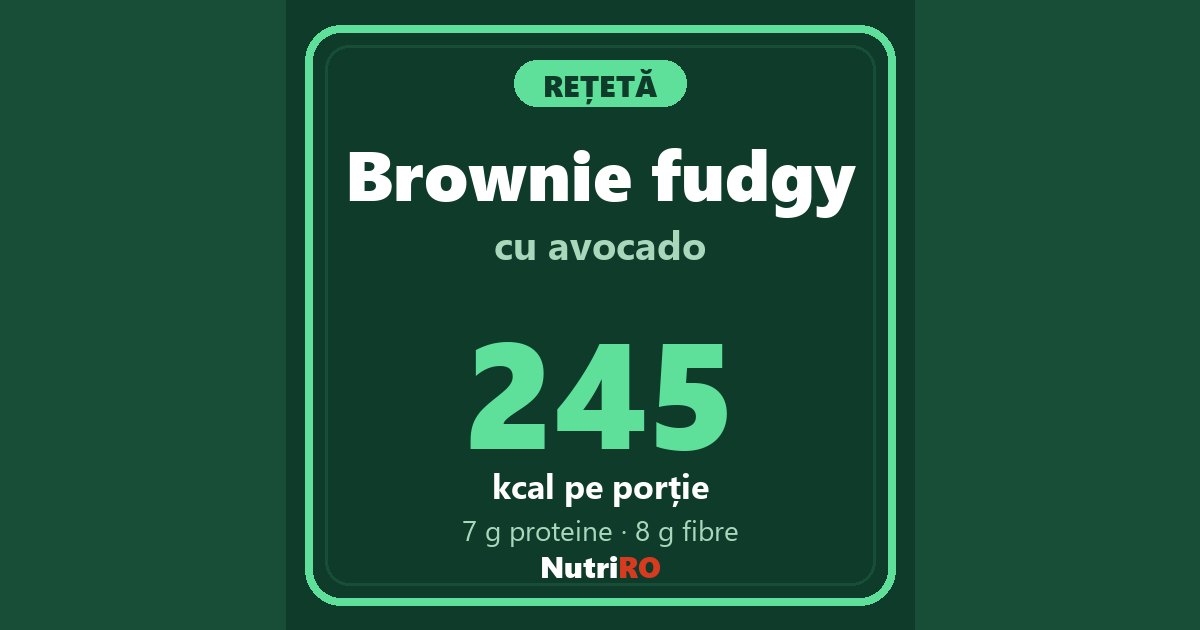 REȚETĂ
Brownie fudgy
cu avocado
245
kcal pe porție
7 g proteine · 8 g fibre
NutriRO